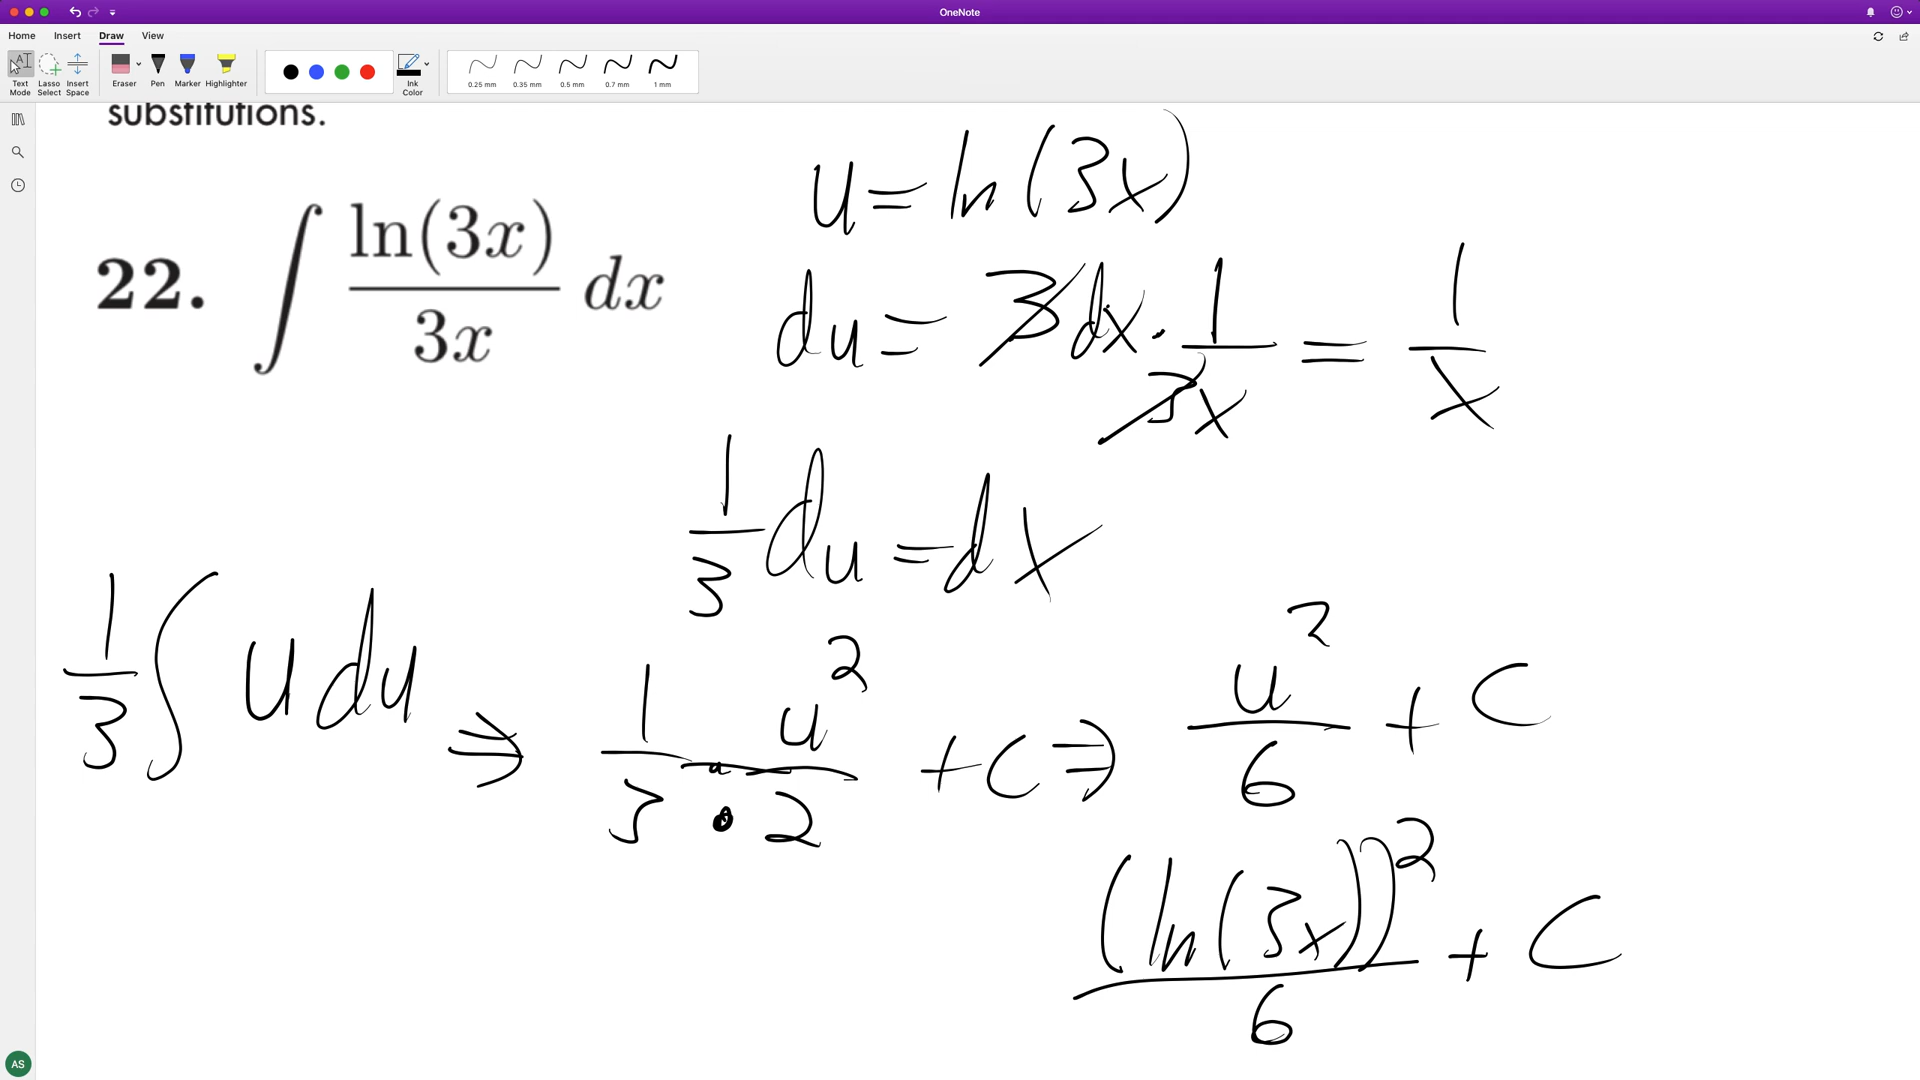 OneNote
Home Insert Draw View
Text Mode Lasso Select Insert Space Eraser Pen Marker Highlighter Ink Color 0.25 mm 0.35 mm 0.5 mm 0.7 mm 1 mm
substitutions.
22. ∫ ln(3x)/3x dx
u = ln(3x)
du = 3dx · 1/3x = 1/x
1/3 du = dx
1/3 ∫ u du ⇒ 1/3 · u²/2 + C ⇒ u²/6 + C
(ln(3x))²/6 + C
AS